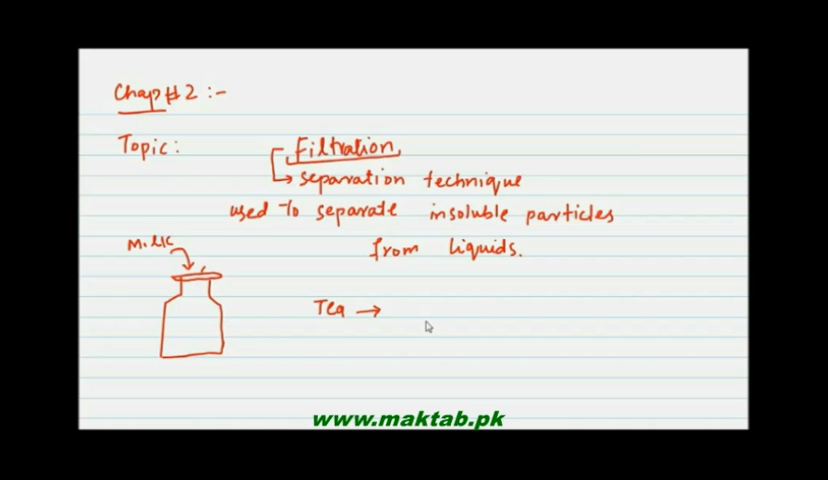 Chap # 2 :-
Topic: Filtration
separation technique
used to separate insoluble particles
from liquids.
Milk
Tea →
www.maktab.pk